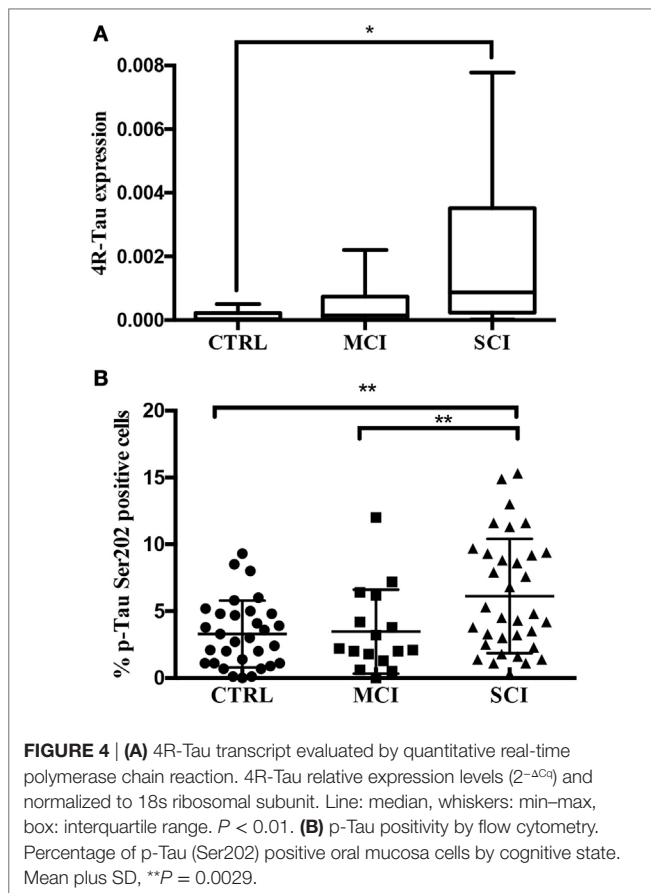 A
*
0.008
0.006
0.004
0.002
0.000
4R-Tau expression
CTRL MCI SCI
B
**
**
20
15
10
5
0
% p-Tau Ser202 positive cells
CTRL MCI SCI
FIGURE 4 | (A) 4R-Tau transcript evaluated by quantitative real-time
polymerase chain reaction. 4R-Tau relative expression levels (2−ΔCq) and
normalized to 18s ribosomal subunit. Line: median, whiskers: min–max,
box: interquartile range. P < 0.01. (B) p-Tau positivity by flow cytometry.
Percentage of p-Tau (Ser202) positive oral mucosa cells by cognitive state.
Mean plus SD, **P = 0.0029.